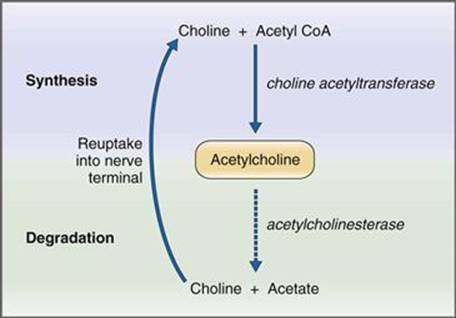 Choline + Acetyl CoA
Synthesis
choline acetyltransferase
Reuptake
into nerve
terminal
Acetylcholine
acetylcholinesterase
Degradation
Choline + Acetate